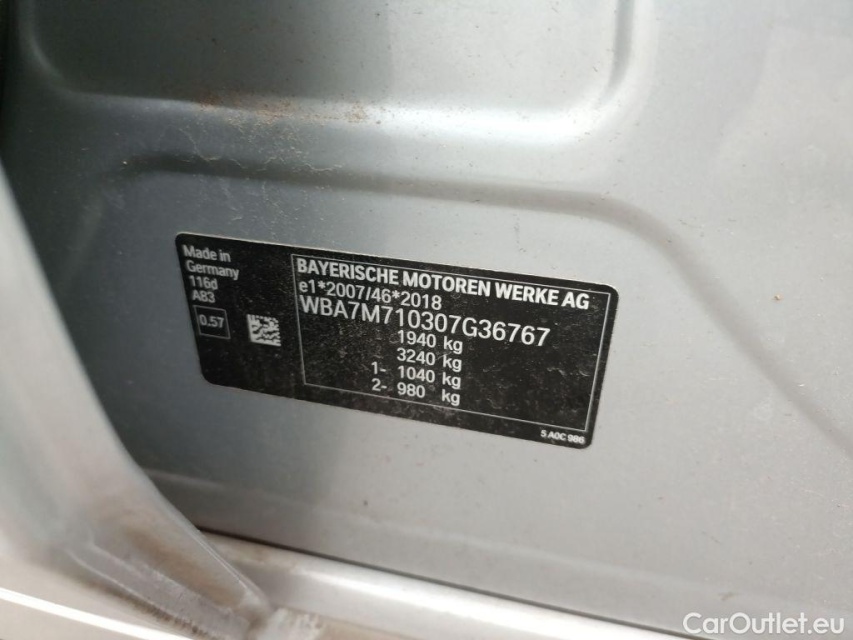 Made in
Germany
116d
AB3
0.57
BAYERISCHE MOTOREN WERKE AG
e1*2007/46*2018
WBA7M710307G36767
1940 kg
3240 kg
1- 1040 kg
2- 980 kg
5 A0C 986
CarOutlet.eu